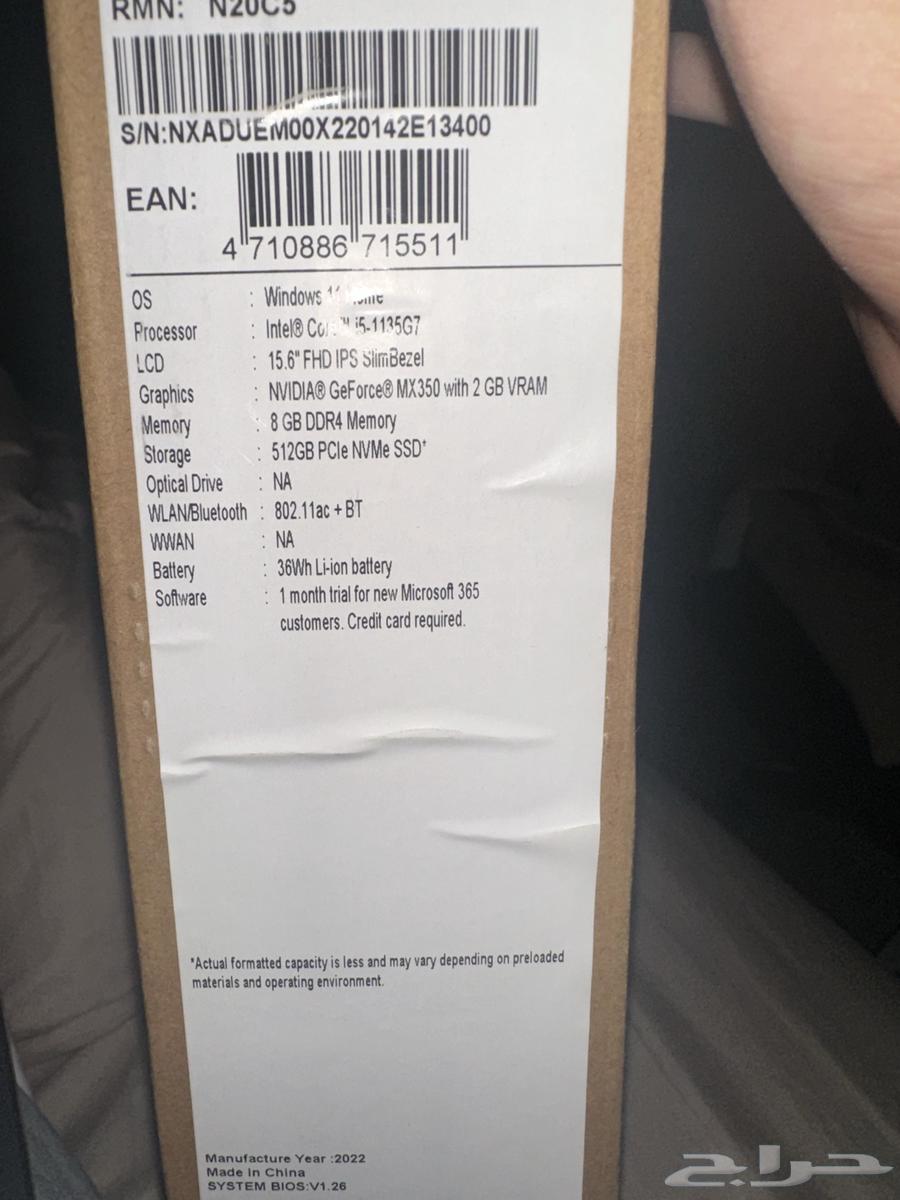 RMN: N20C5
S/N:NXADUEM00X220142E13400
EAN:
4 710886 715511
OS : Windows
Processor : Intel® i5-1135G7
LCD : 15.6" FHD IPS SlimBezel
Graphics : NVIDIA® GeForce® MX350 with 2 GB VRAM
Memory : 8 GB DDR4 Memory
Storage : 512GB PCIe NVMe SSD*
Optical Drive : NA
WLAN/Bluetooth : 802.11ac + BT
WWAN : NA
Battery : 36Wh Li-ion battery
Software : 1 month trial for new Microsoft 365
customers. Credit card required.
*Actual formatted capacity is less and may vary depending on preloaded
materials and operating environment.
Manufacture Year :2022
Made in China
SYSTEM BIOS:V1.26
حراج